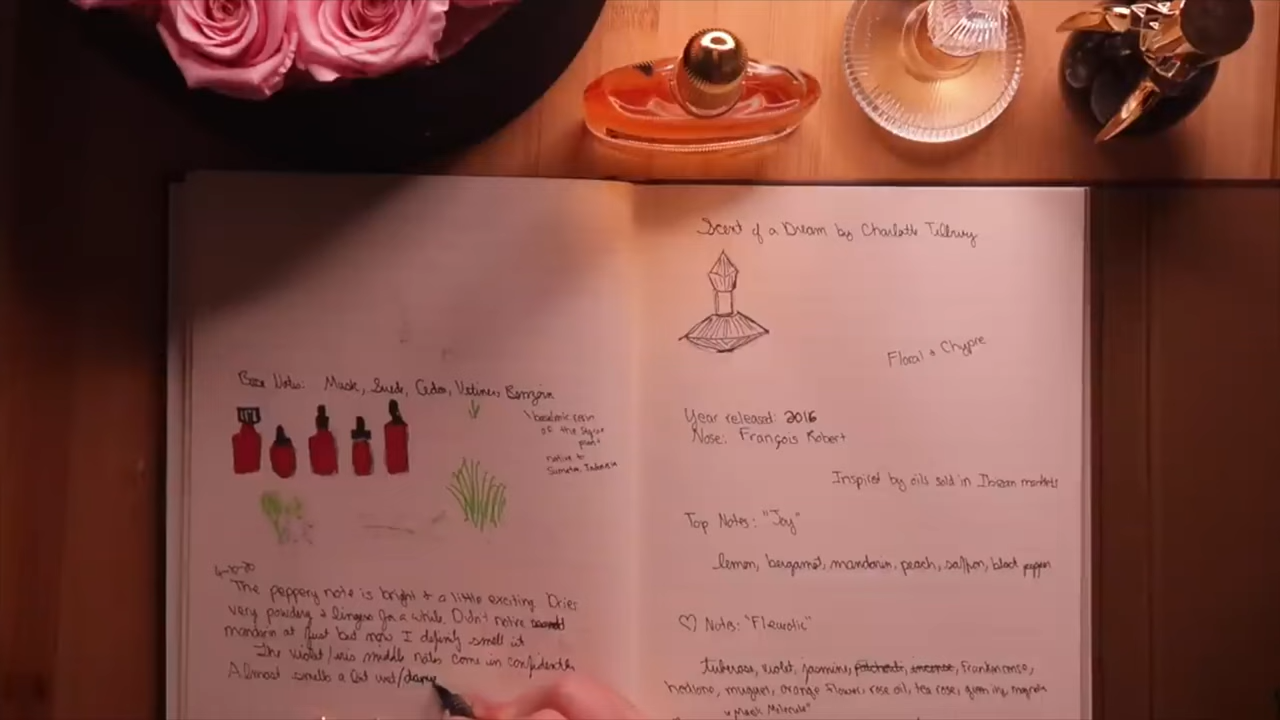 Base Notes: Musk, Suede, Cedar, Vetiver, Benzoin
balsamic resin
of the styrax
plant
native to
Sumatra, Indonesia
The peppery note is bright & a little exciting. Dries
very powdery & lingers for a while. Didn't notice
mandarin at first but now I definitely smell it
The violet/iris middle notes come in confidently
Almost smells a bit wet/damp
Scent of a Dream by Charlotte Tilbury
Floral & Chypre
Year released: 2016
Nose: François Robert
Inspired by oils sold in Ibizan markets
Top Notes: "Joy"
lemon, bergamot, mandarin, peach, saffron, black pepper
♡ Notes: "Fleurotic"
tuberose, violet, jasmine, patchouli, incense, frankincense,
hedione, muguet, orange flower, rose oil, tea rose, magnolia